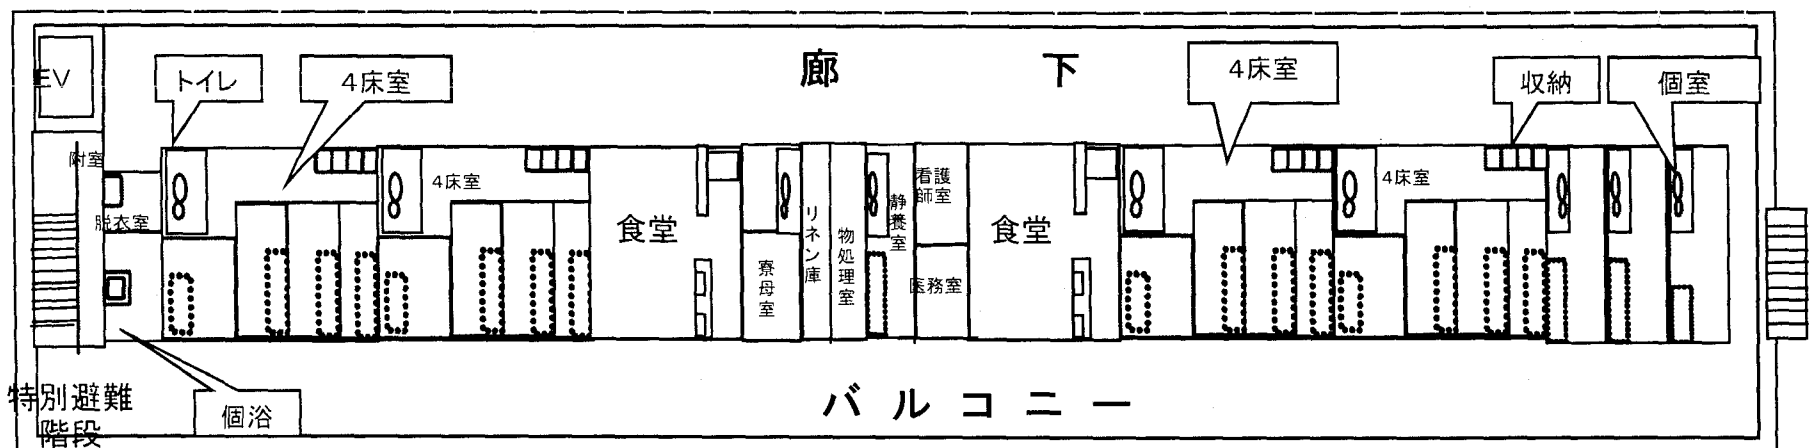 廊 下
EV
トイレ
4床室
4床室
収納
個室
附室
脱衣室
4床室
食堂
寮母室
リネン庫
物処理室
静養室
看護師室
医務室
食堂
4床室
特別避難
階段
個浴
バルコニー